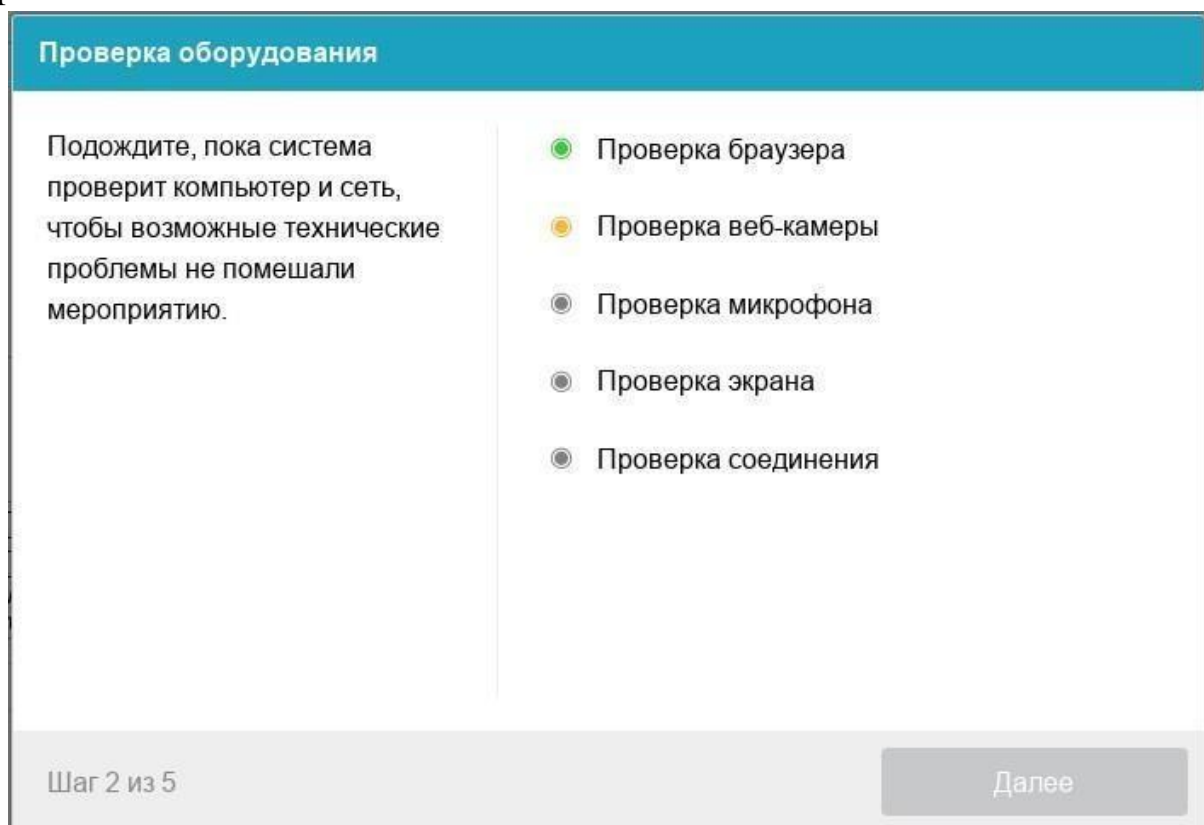 Проверка оборудования
Подождите, пока система
проверит компьютер и сеть,
чтобы возможные технические
проблемы не помешали
мероприятию.
Проверка браузера
Проверка веб-камеры
Проверка микрофона
Проверка экрана
Проверка соединения
Шаг 2 из 5
Далее